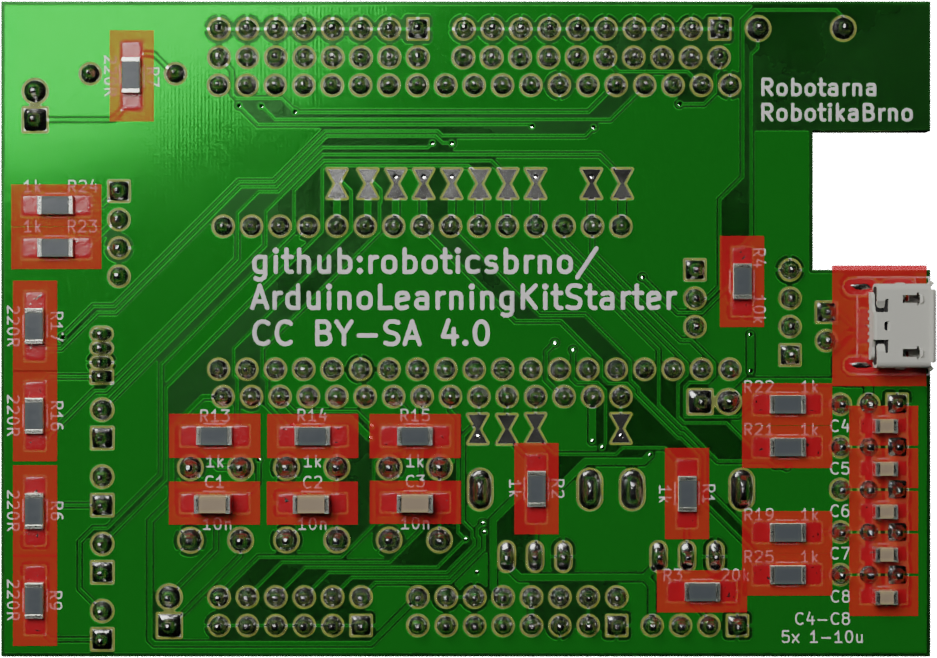 Robotarna
RobotikaBrno
R7
220R
1k R24
1k R23
github:roboticsbrno/
ArduinoLearningKitStarter
CC BY-SA 4.0
R4
10k
R17
220R
R16
220R
R6
220R
R9
220R
R13 R14 R15
1k 1k 1k
C1 C2 C3
10n 10n 10n
R2
1k
R1
1k
R22 1k
R21 1k
R19 1k
R25 1k
R3 20k
C4
C5
C6
C7
C8
C4-C8
5x 1-10u